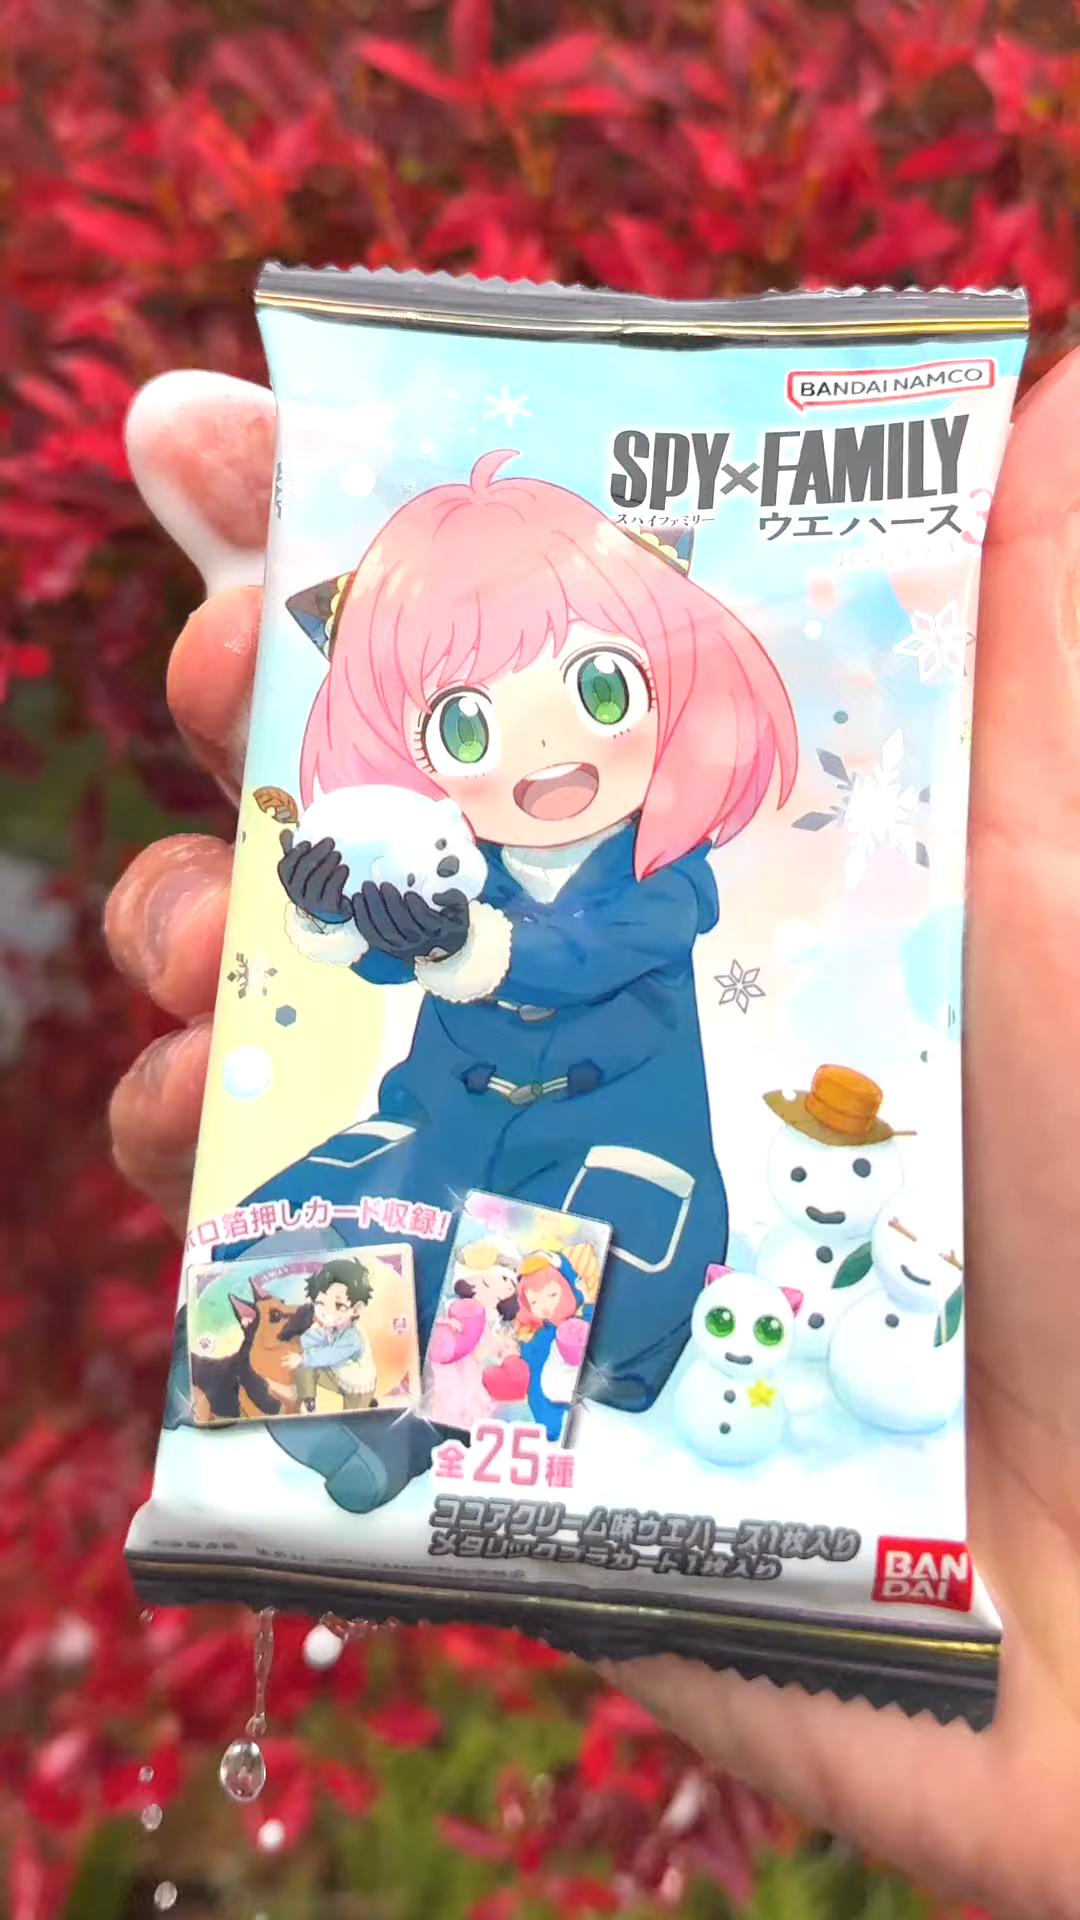 BANDAI NAMCO
SPY×FAMILY
スパイファミリー
ウエハース3
ホロ箔押しカード収録!
全25種
ココアクリーム味ウエハース1枚入り
メタリックプラカード1枚入り
BAN
DAI